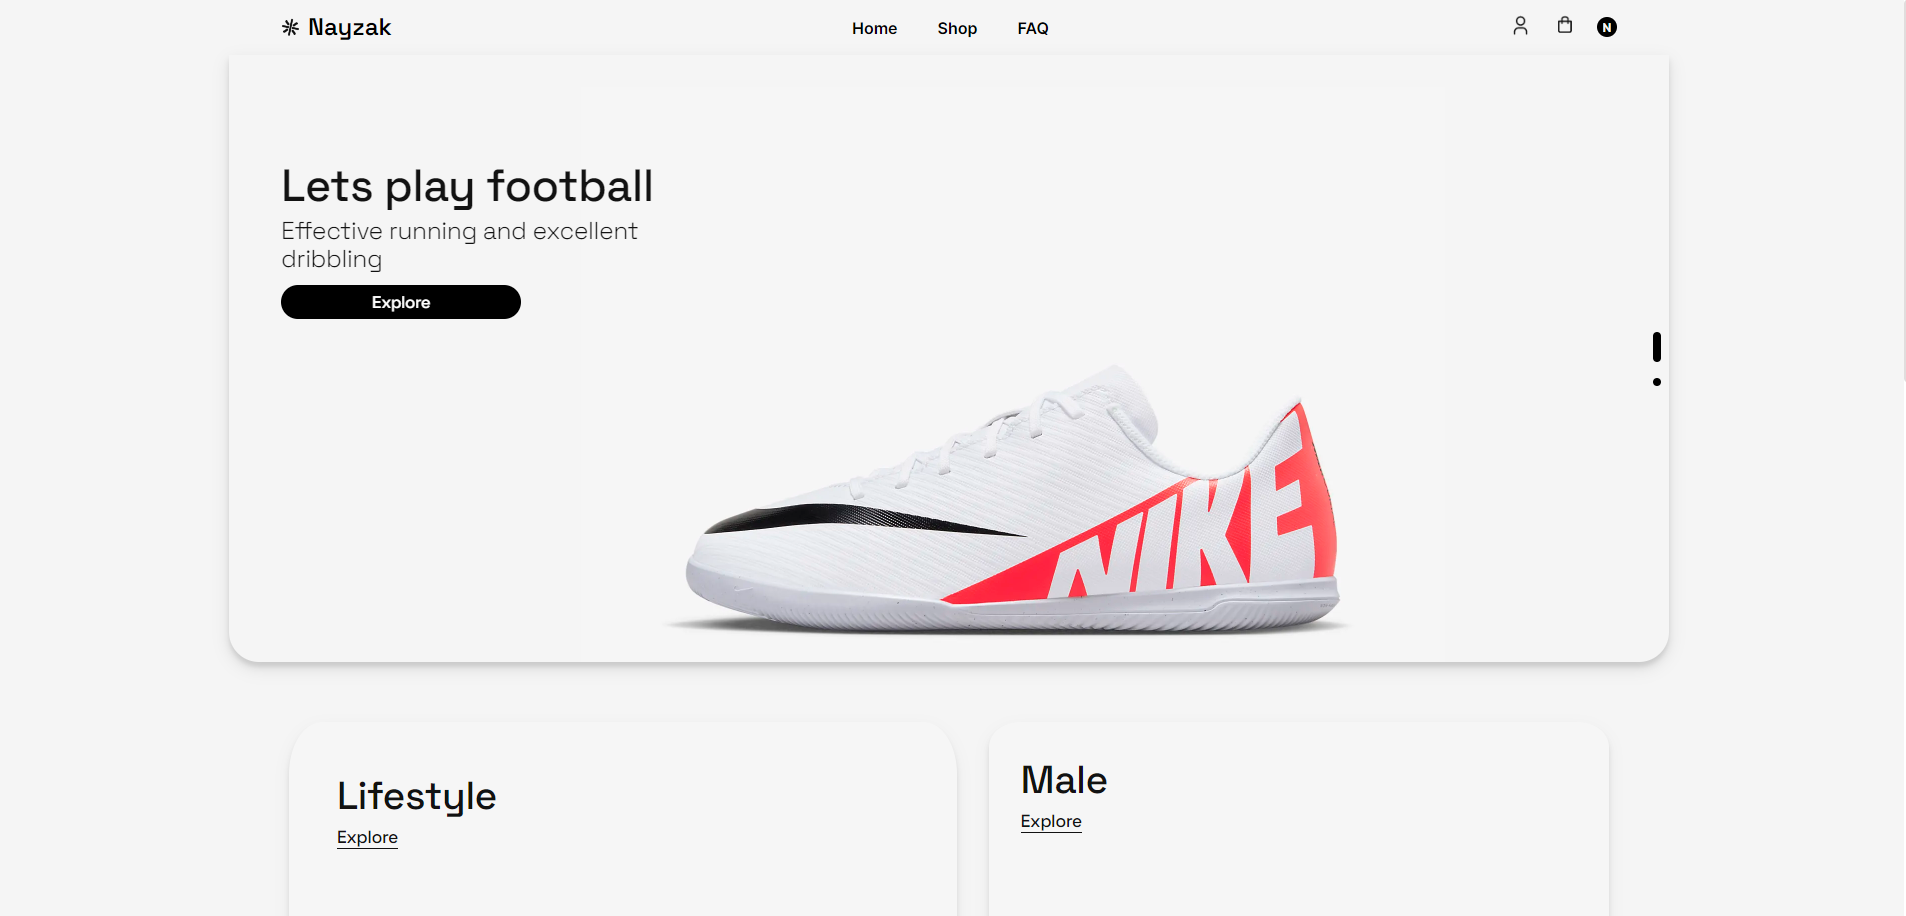 Nayzak
Home Shop FAQ
N
Lets play football
Effective running and excellent
dribbling
Explore
NIKE
Lifestyle
Explore
Male
Explore